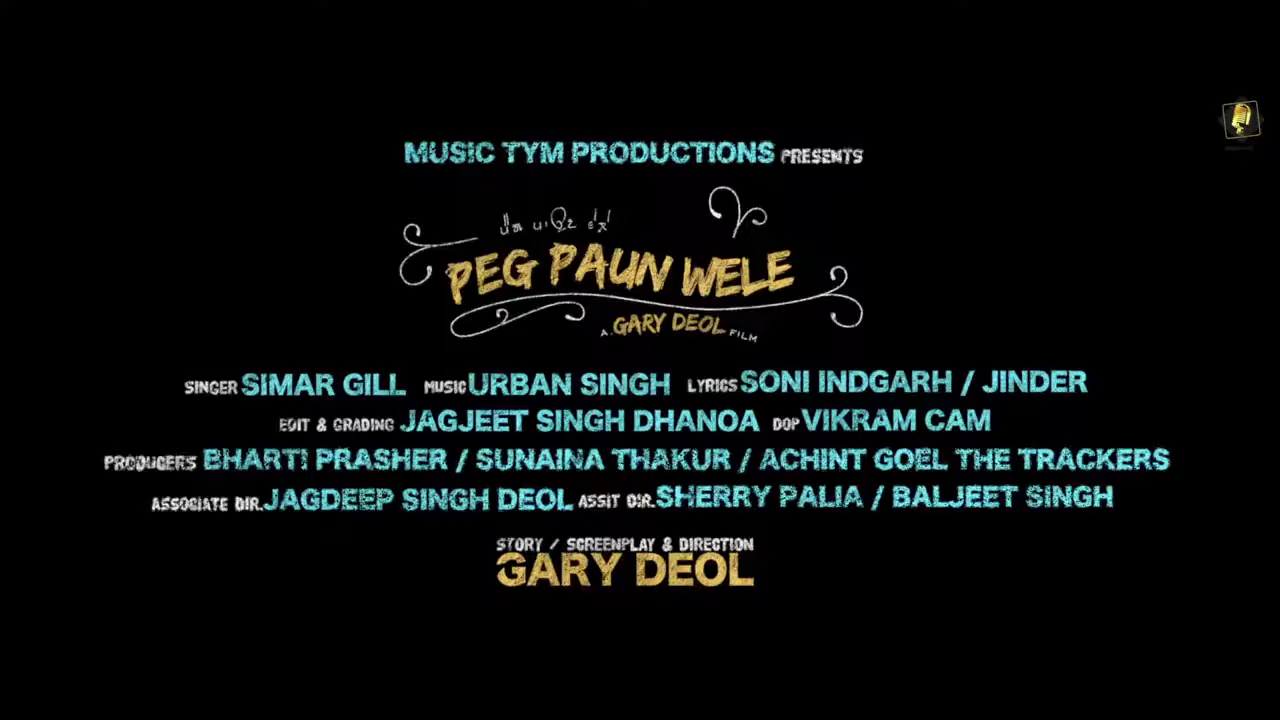 MUSIC TYM PRODUCTIONS PRESENTS
PEG PAUN WELE
A GARY DEOL FILM
SINGER SIMAR GILL MUSIC URBAN SINGH LYRICS SONI INDGARH / JINDER
EDIT & GRADING JAGJEET SINGH DHANOA DOP VIKRAM CAM
PRODUCERS BHARTI PRASHER / SUNAINA THAKUR / ACHINT GOEL THE TRACKERS
ASSOCIATE DIR. JAGDEEP SINGH DEOL ASSIT DIR. SHERRY PALIA / BALJEET SINGH
STORY / SCREENPLAY & DIRECTION
GARY DEOL